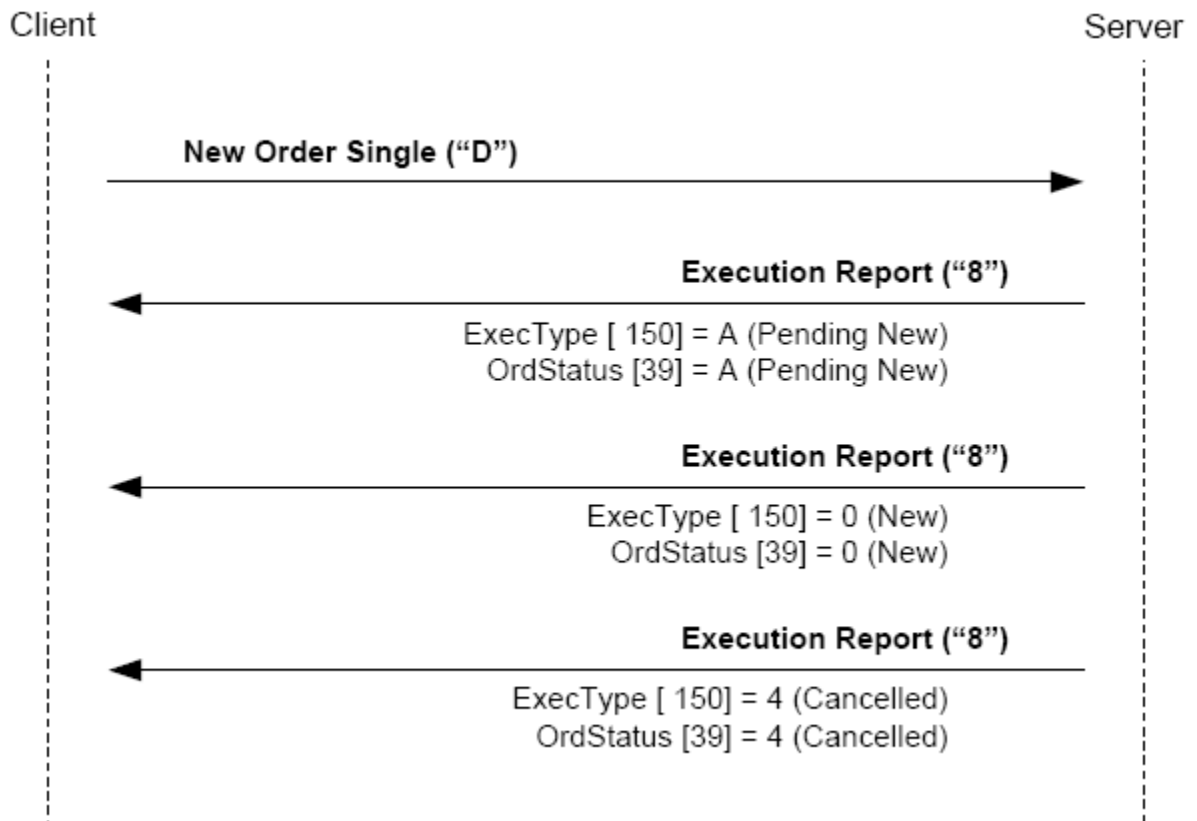 Client
Server
New Order Single (“D”)
Execution Report (“8”)
ExecType [ 150] = A (Pending New)
OrdStatus [39] = A (Pending New)
Execution Report (“8”)
ExecType [ 150] = 0 (New)
OrdStatus [39] = 0 (New)
Execution Report (“8”)
ExecType [ 150] = 4 (Cancelled)
OrdStatus [39] = 4 (Cancelled)